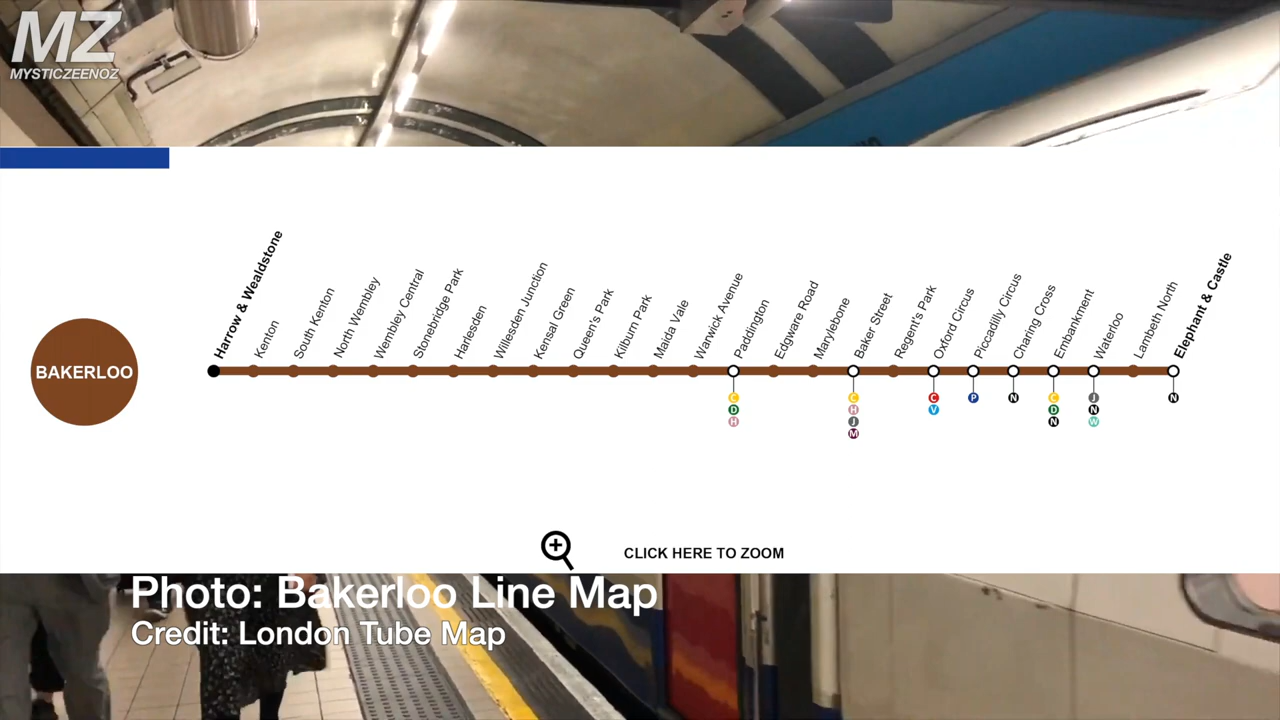 MZ
MYSTICZEENOZ
BAKERLOO
Harrow & Wealdstone
Kenton
South Kenton
North Wembley
Wembley Central
Stonebridge Park
Harlesden
Willesden Junction
Kensal Green
Queen's Park
Kilburn Park
Maida Vale
Warwick Avenue
Paddington
Edgware Road
Marylebone
Baker Street
Regent's Park
Oxford Circus
Piccadilly Circus
Charing Cross
Embankment
Waterloo
Lambeth North
Elephant & Castle
C
D
H
C
H
J
M
C
V
P
N
C
D
N
J
N
W
N
CLICK HERE TO ZOOM
Photo: Bakerloo Line Map
Credit: London Tube Map